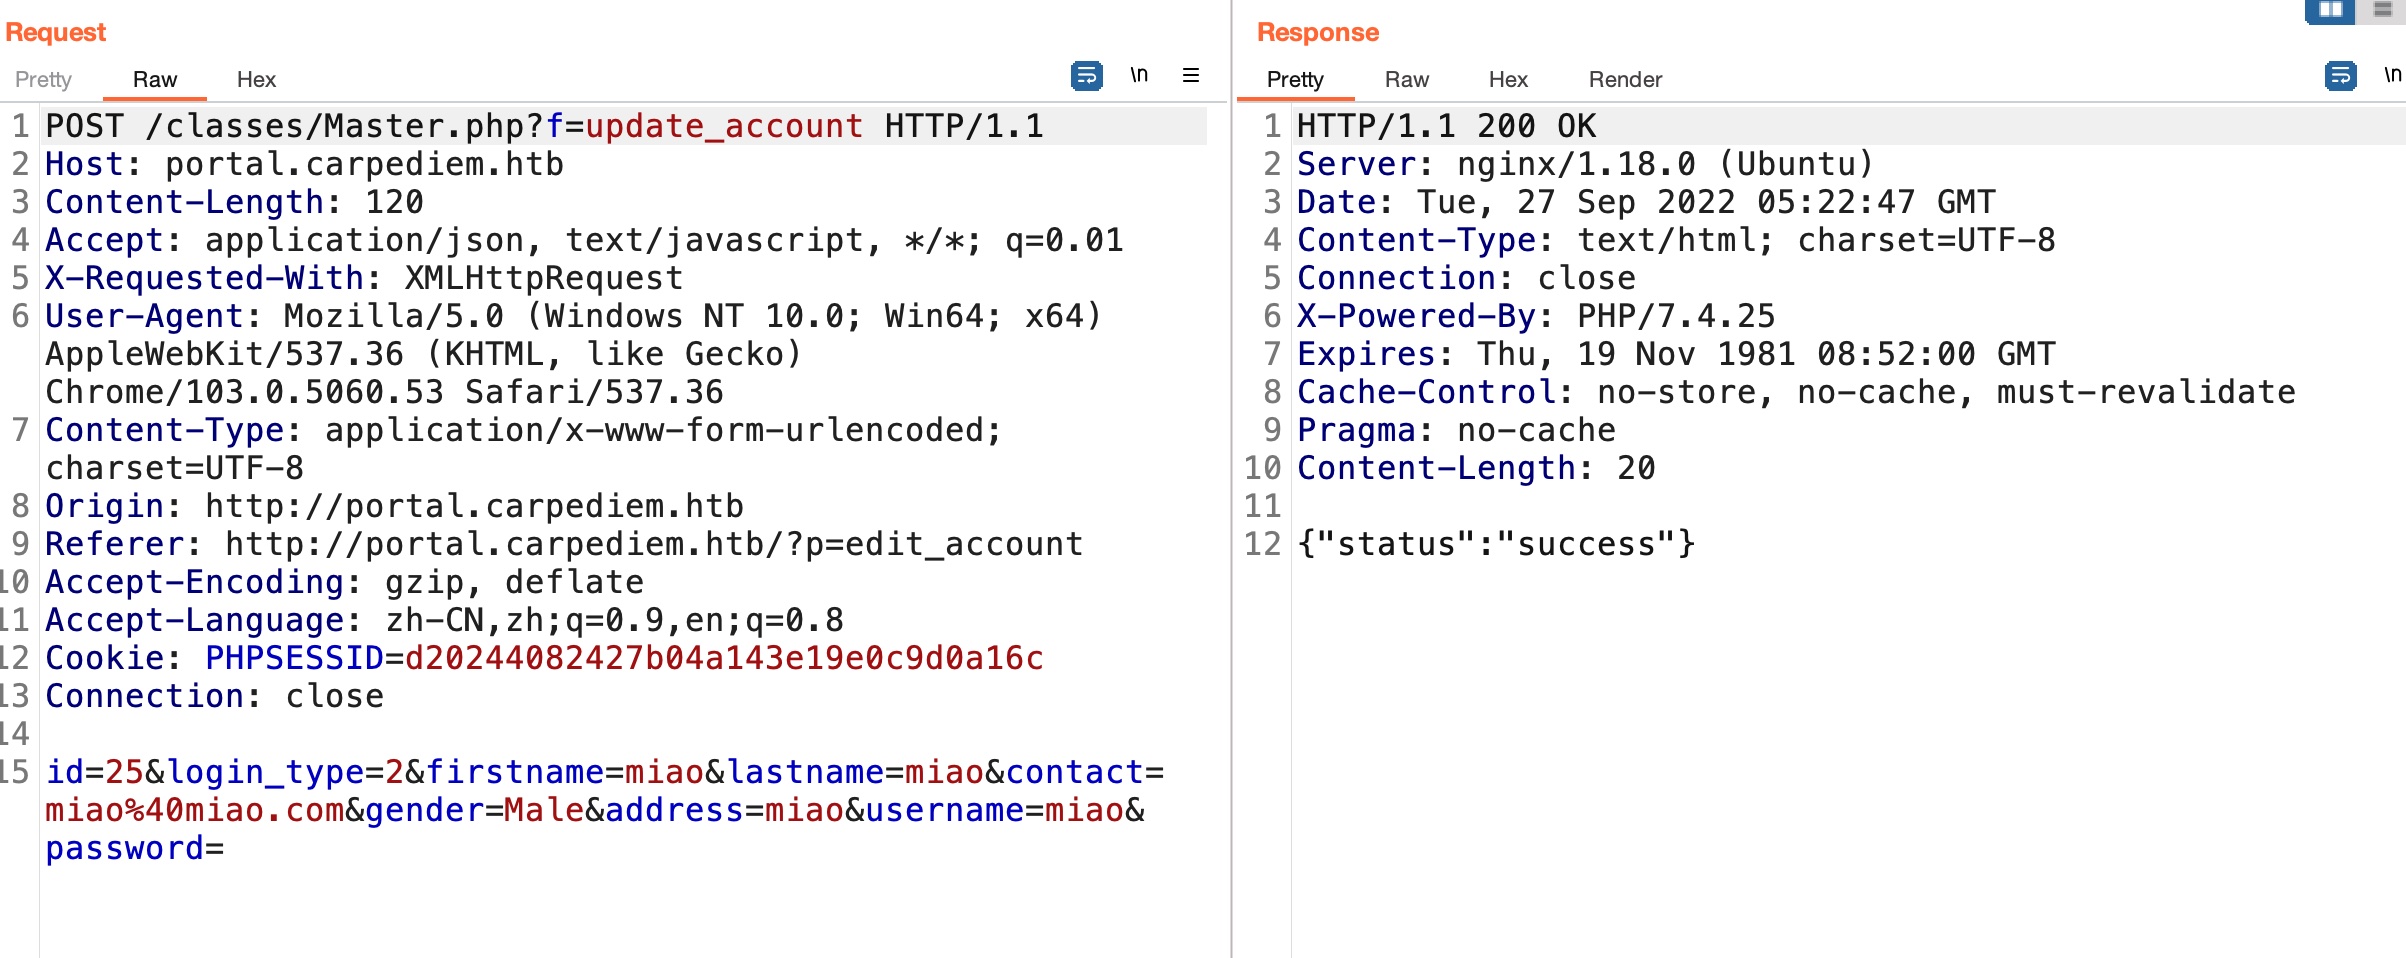 Request
Pretty Raw Hex \n
1 POST /classes/Master.php?f=update_account HTTP/1.1
2 Host: portal.carpediem.htb
3 Content-Length: 120
4 Accept: application/json, text/javascript, */*; q=0.01
5 X-Requested-With: XMLHttpRequest
6 User-Agent: Mozilla/5.0 (Windows NT 10.0; Win64; x64)
AppleWebKit/537.36 (KHTML, like Gecko)
Chrome/103.0.5060.53 Safari/537.36
7 Content-Type: application/x-www-form-urlencoded;
charset=UTF-8
8 Origin: http://portal.carpediem.htb
9 Referer: http://portal.carpediem.htb/?p=edit_account
10 Accept-Encoding: gzip, deflate
11 Accept-Language: zh-CN,zh;q=0.9,en;q=0.8
12 Cookie: PHPSESSID=d20244082427b04a143e19e0c9d0a16c
13 Connection: close
14
15 id=25&login_type=2&firstname=miao&lastname=miao&contact=
miao%40miao.com&gender=Male&address=miao&username=miao&
password=
Response
Pretty Raw Hex Render \n
1 HTTP/1.1 200 OK
2 Server: nginx/1.18.0 (Ubuntu)
3 Date: Tue, 27 Sep 2022 05:22:47 GMT
4 Content-Type: text/html; charset=UTF-8
5 Connection: close
6 X-Powered-By: PHP/7.4.25
7 Expires: Thu, 19 Nov 1981 08:52:00 GMT
8 Cache-Control: no-store, no-cache, must-revalidate
9 Pragma: no-cache
10 Content-Length: 20
11
12 {"status":"success"}